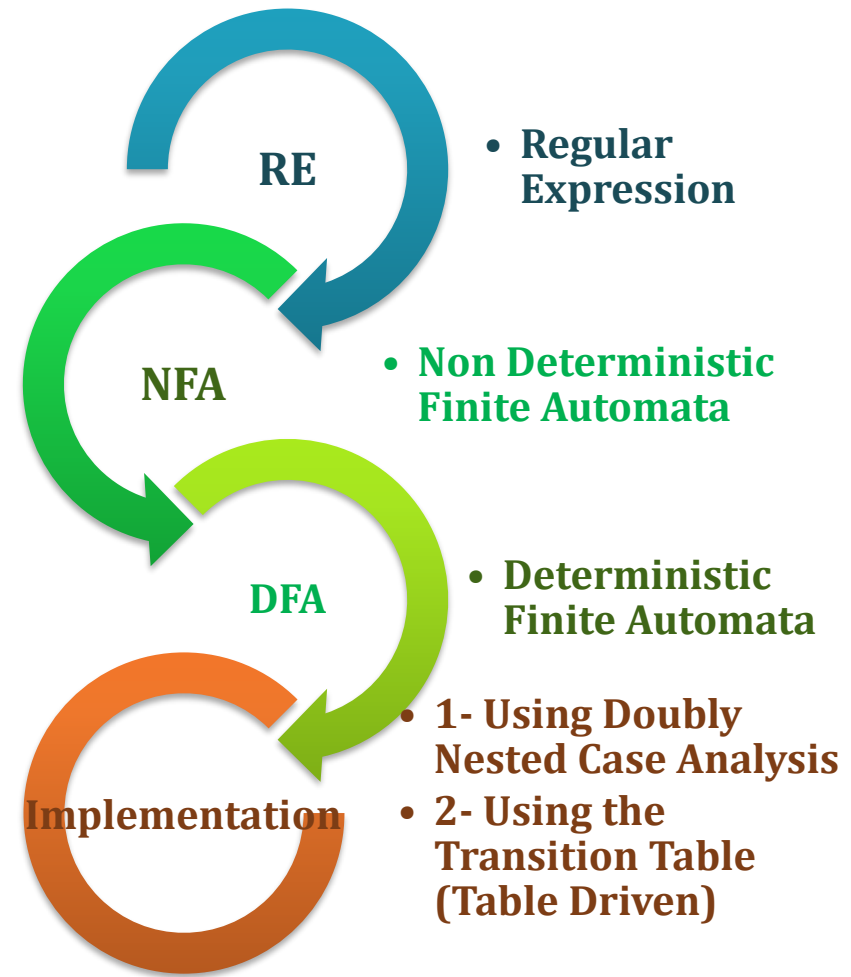 RE
• Regular
Expression
NFA
• Non Deterministic
Finite Automata
DFA
• Deterministic
Finite Automata
Implementation
• 1- Using Doubly
Nested Case Analysis
• 2- Using the
Transition Table
(Table Driven)